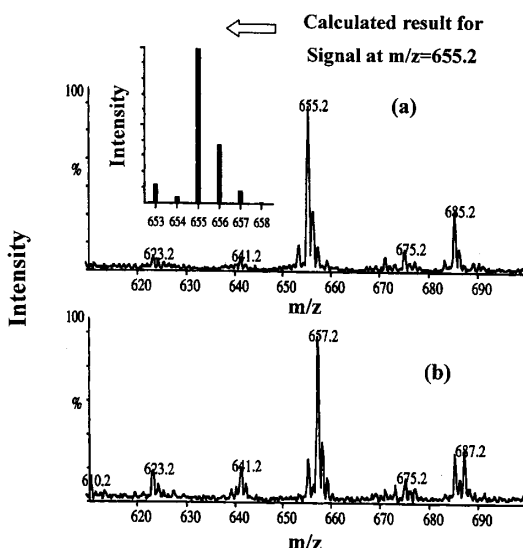 Calculated result for
Signal at m/z=655.2
Intensity
653 654 655 656 657 658
(a)
100
%
655.2
685.2
623.2
641.2
675.2
620 630 640 650 660 670 680 690
m/z
Intensity
(b)
100
%
657.2
610.2
623.2
641.2
675.2
687.2
620 630 640 650 660 670 680 690
m/z